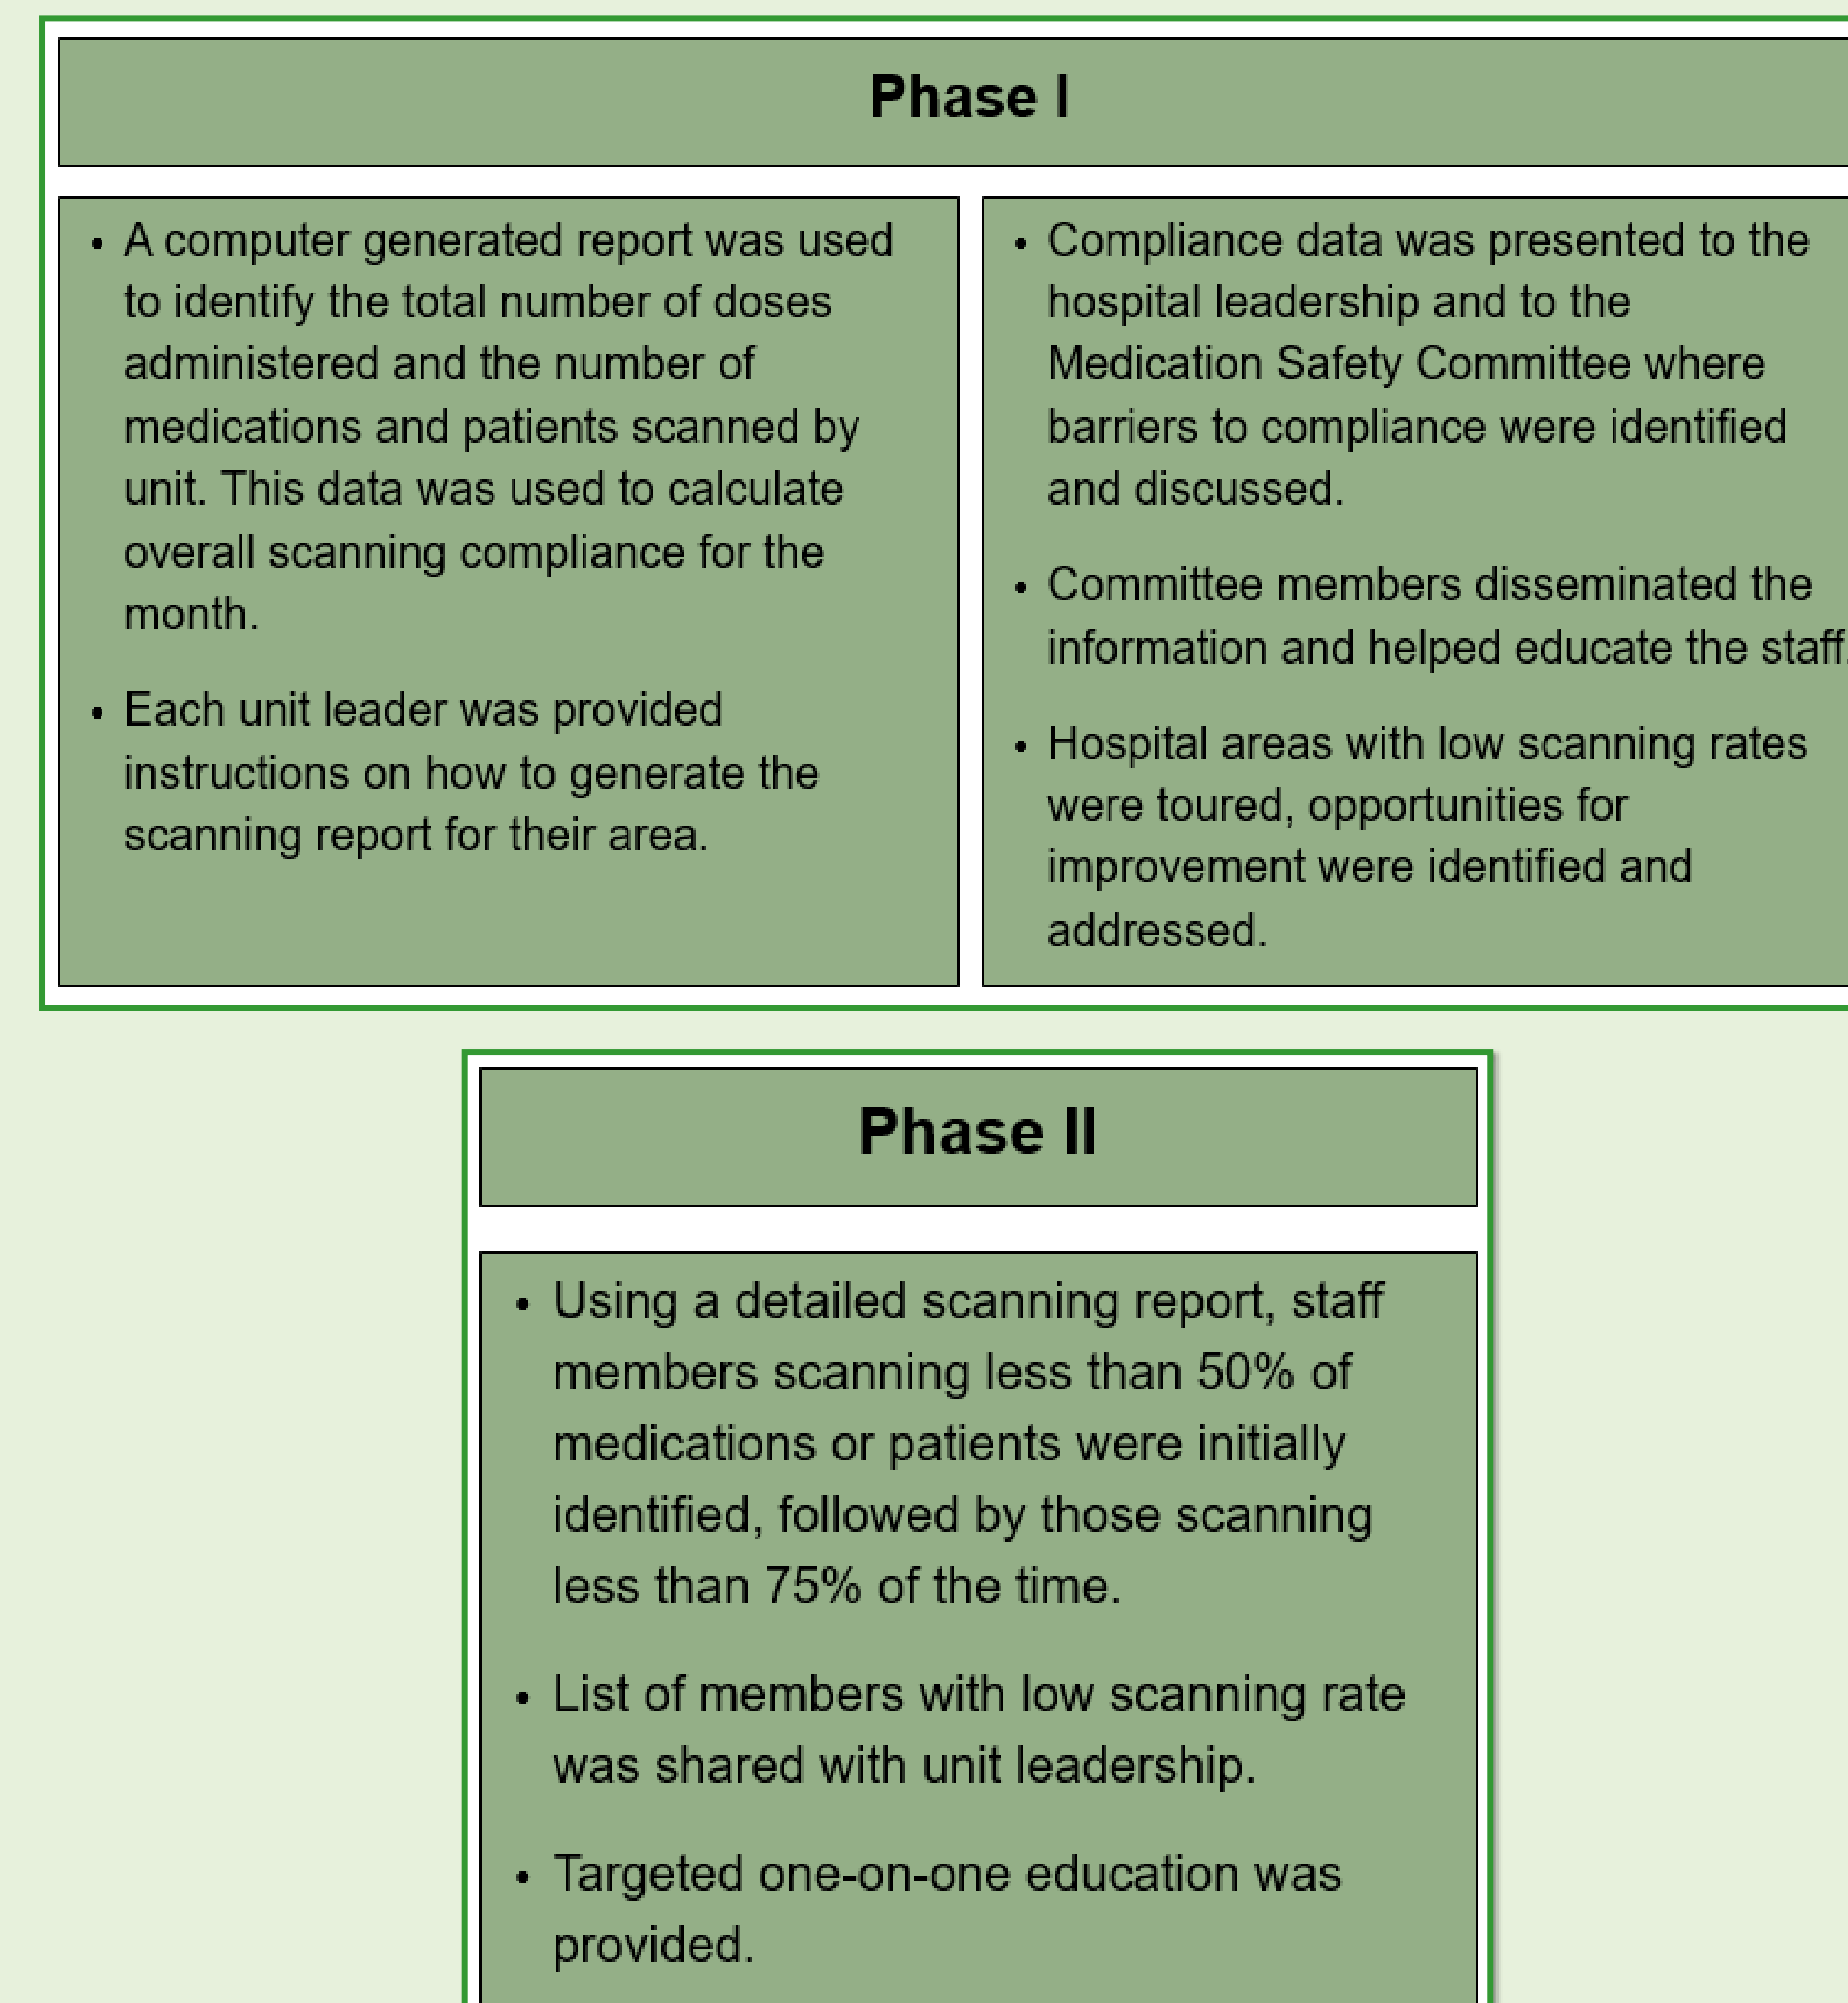 Phase I
• A computer generated report was used
to identify the total number of doses
administered and the number of
medications and patients scanned by
unit. This data was used to calculate
overall scanning compliance for the
month.
• Each unit leader was provided
instructions on how to generate the
scanning report for their area.
• Compliance data was presented to the
hospital leadership and to the
Medication Safety Committee where
barriers to compliance were identified
and discussed.
• Committee members disseminated the
information and helped educate the staff.
• Hospital areas with low scanning rates
were toured, opportunities for
improvement were identified and
addressed.
Phase II
• Using a detailed scanning report, staff
members scanning less than 50% of
medications or patients were initially
identified, followed by those scanning
less than 75% of the time.
• List of members with low scanning rate
was shared with unit leadership.
• Targeted one-on-one education was
provided.